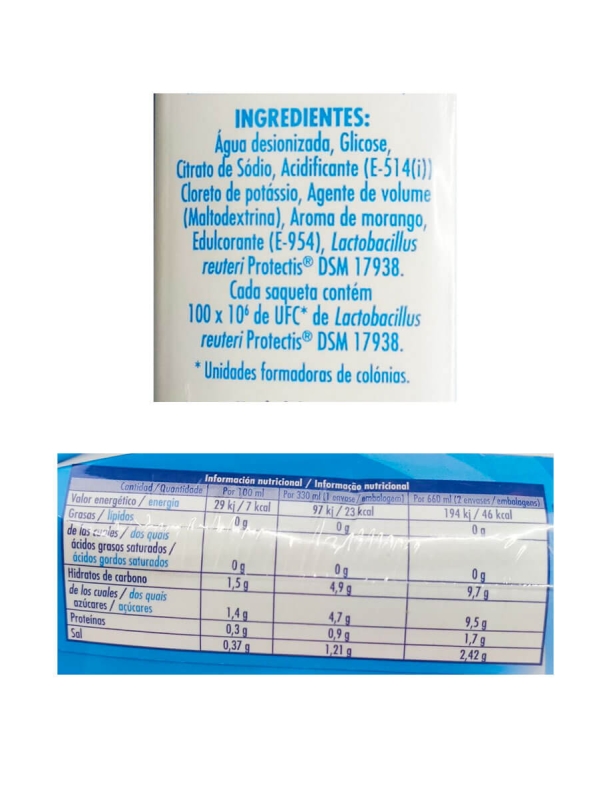 INGREDIENTES:
Água desionizada, Glicose,
Citrato de Sódio, Acidificante (E-514(i))
Cloreto de potássio, Agente de volume
(Maltodextrina), Aroma de morango,
Edulcorante (E-954), Lactobacillus
reuteri Protectis® DSM 17938.
Cada saqueta contém
100 x 10⁶ de UFC* de Lactobacillus
reuteri Protectis® DSM 17938.
* Unidades formadoras de colónias.
Información nutricional / Informação nutricional
Cantidad / Quantidade Por 100 ml Por 330 ml (1 envase / embalagem) Por 660 ml (2 envases / embalagens)
Valor energético / energia 29 kj / 7 kcal 97 kj / 23 kcal 194 kj / 46 kcal
Grasas / lípidos 0 g 0 g 0 g
de las cuales / dos quais
ácidos grasos saturados /
ácidos gordos saturados 0 g 0 g 0 g
Hidratos de carbono 1,5 g 4,9 g 9,7 g
de los cuales / dos quais
azúcares / açúcares 1,4 g 4,7 g 9,5 g
Proteínas 0,3 g 0,9 g 1,7 g
Sal 0,37 g 1,21 g 2,42 g